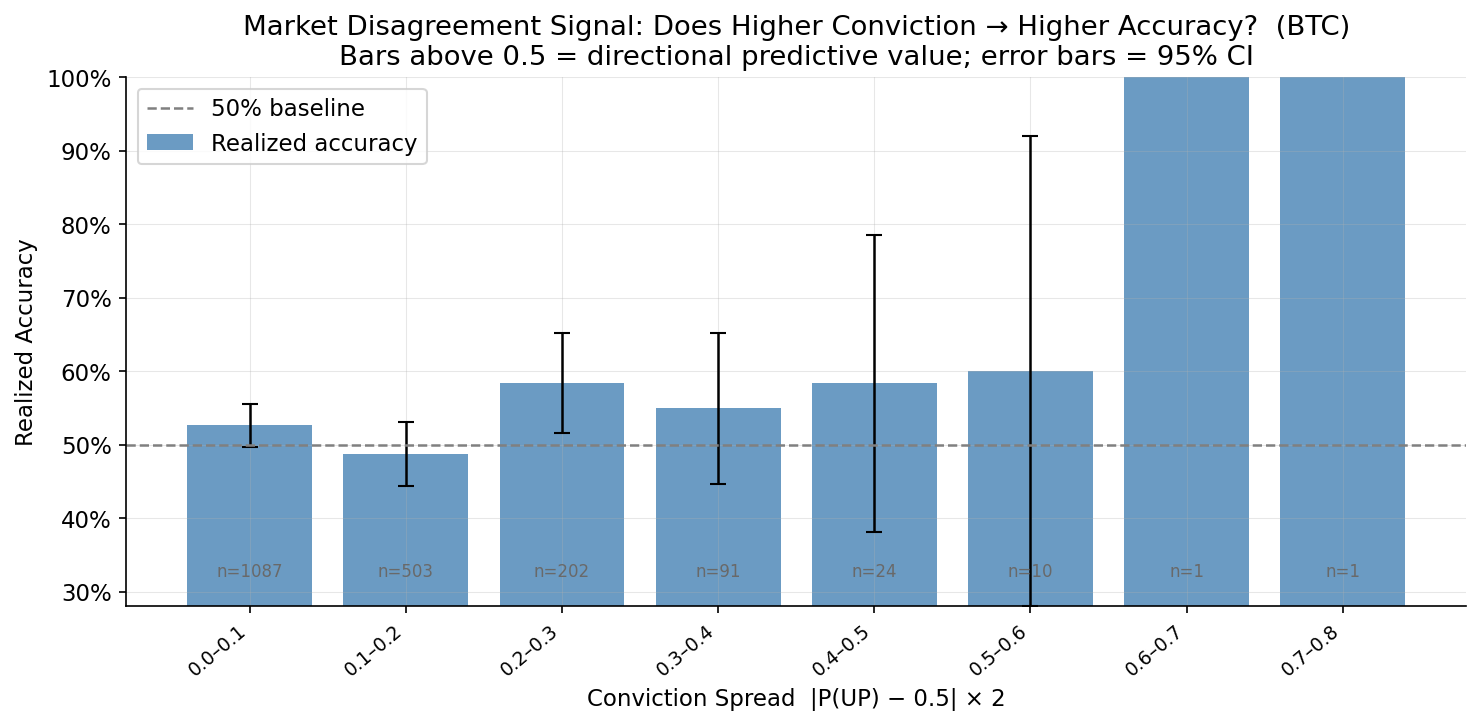 Market Disagreement Signal: Does Higher Conviction → Higher Accuracy?  (BTC)
Bars above 0.5 = directional predictive value; error bars = 95% CI
100%
90%
80%
70%
60%
50%
40%
30%
Realized Accuracy
50% baseline
Realized accuracy
n=1087
n=503
n=202
n=91
n=24
n=10
n=1
n=1
0.0–0.1
0.1–0.2
0.2–0.3
0.3–0.4
0.4–0.5
0.5–0.6
0.6–0.7
0.7–0.8
Conviction Spread  |P(UP) − 0.5| × 2